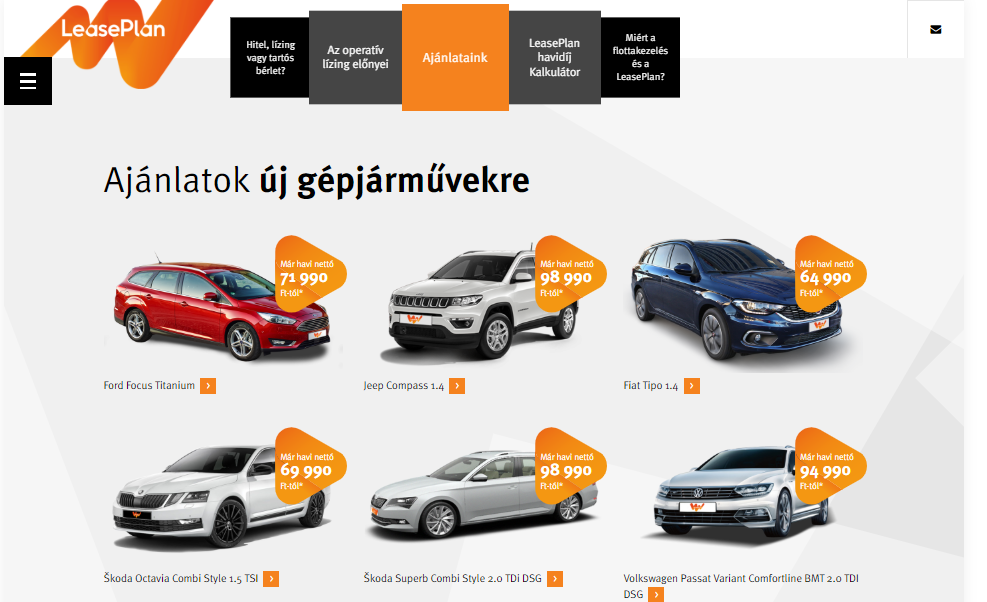 LeasePlan
Hitel, lízing
vagy tartós
bérlet?
Az operatív
lízing előnyei
Ajánlataink
LeasePlan
havidíj
Kalkulátor
Miért a
flottakezelés
és a
LeasePlan?
Ajánlatok új gépjárművekre
Már havi nettó
71 990
Ft-tól*
Ford Focus Titanium
Már havi nettó
98 990
Ft-tól*
Jeep Compass 1.4
Már havi nettó
64 990
Ft-tól*
Fiat Tipo 1.4
Már havi nettó
69 990
Ft-tól*
Škoda Octavia Combi Style 1.5 TSI
Már havi nettó
98 990
Ft-tól*
Škoda Superb Combi Style 2.0 TDi DSG
Már havi nettó
94 990
Ft-tól*
Volkswagen Passat Variant Comfortline BMT 2.0 TDI
DSG